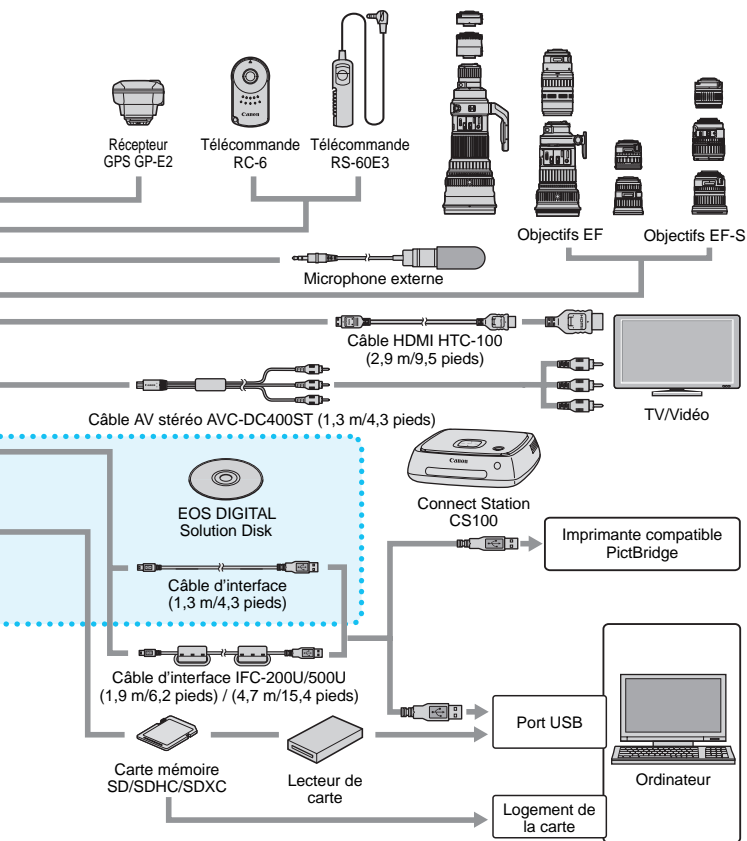 Canon
Récepteur
GPS GP-E2
Télécommande
RC-6
Télécommande
RS-60E3
Objectifs EF
Objectifs EF-S
Microphone externe
Câble HDMI HTC-100
(2,9 m/9,5 pieds)
TV/Vidéo
Câble AV stéréo AVC-DC400ST (1,3 m/4,3 pieds)
EOS DIGITAL
Solution Disk
Canon
Connect Station
CS100
Imprimante compatible
PictBridge
Câble d'interface
(1,3 m/4,3 pieds)
Câble d'interface IFC-200U/500U
(1,9 m/6,2 pieds) / (4,7 m/15,4 pieds)
Port USB
Ordinateur
Carte mémoire
SD/SDHC/SDXC
Lecteur de
carte
Logement de
la carte